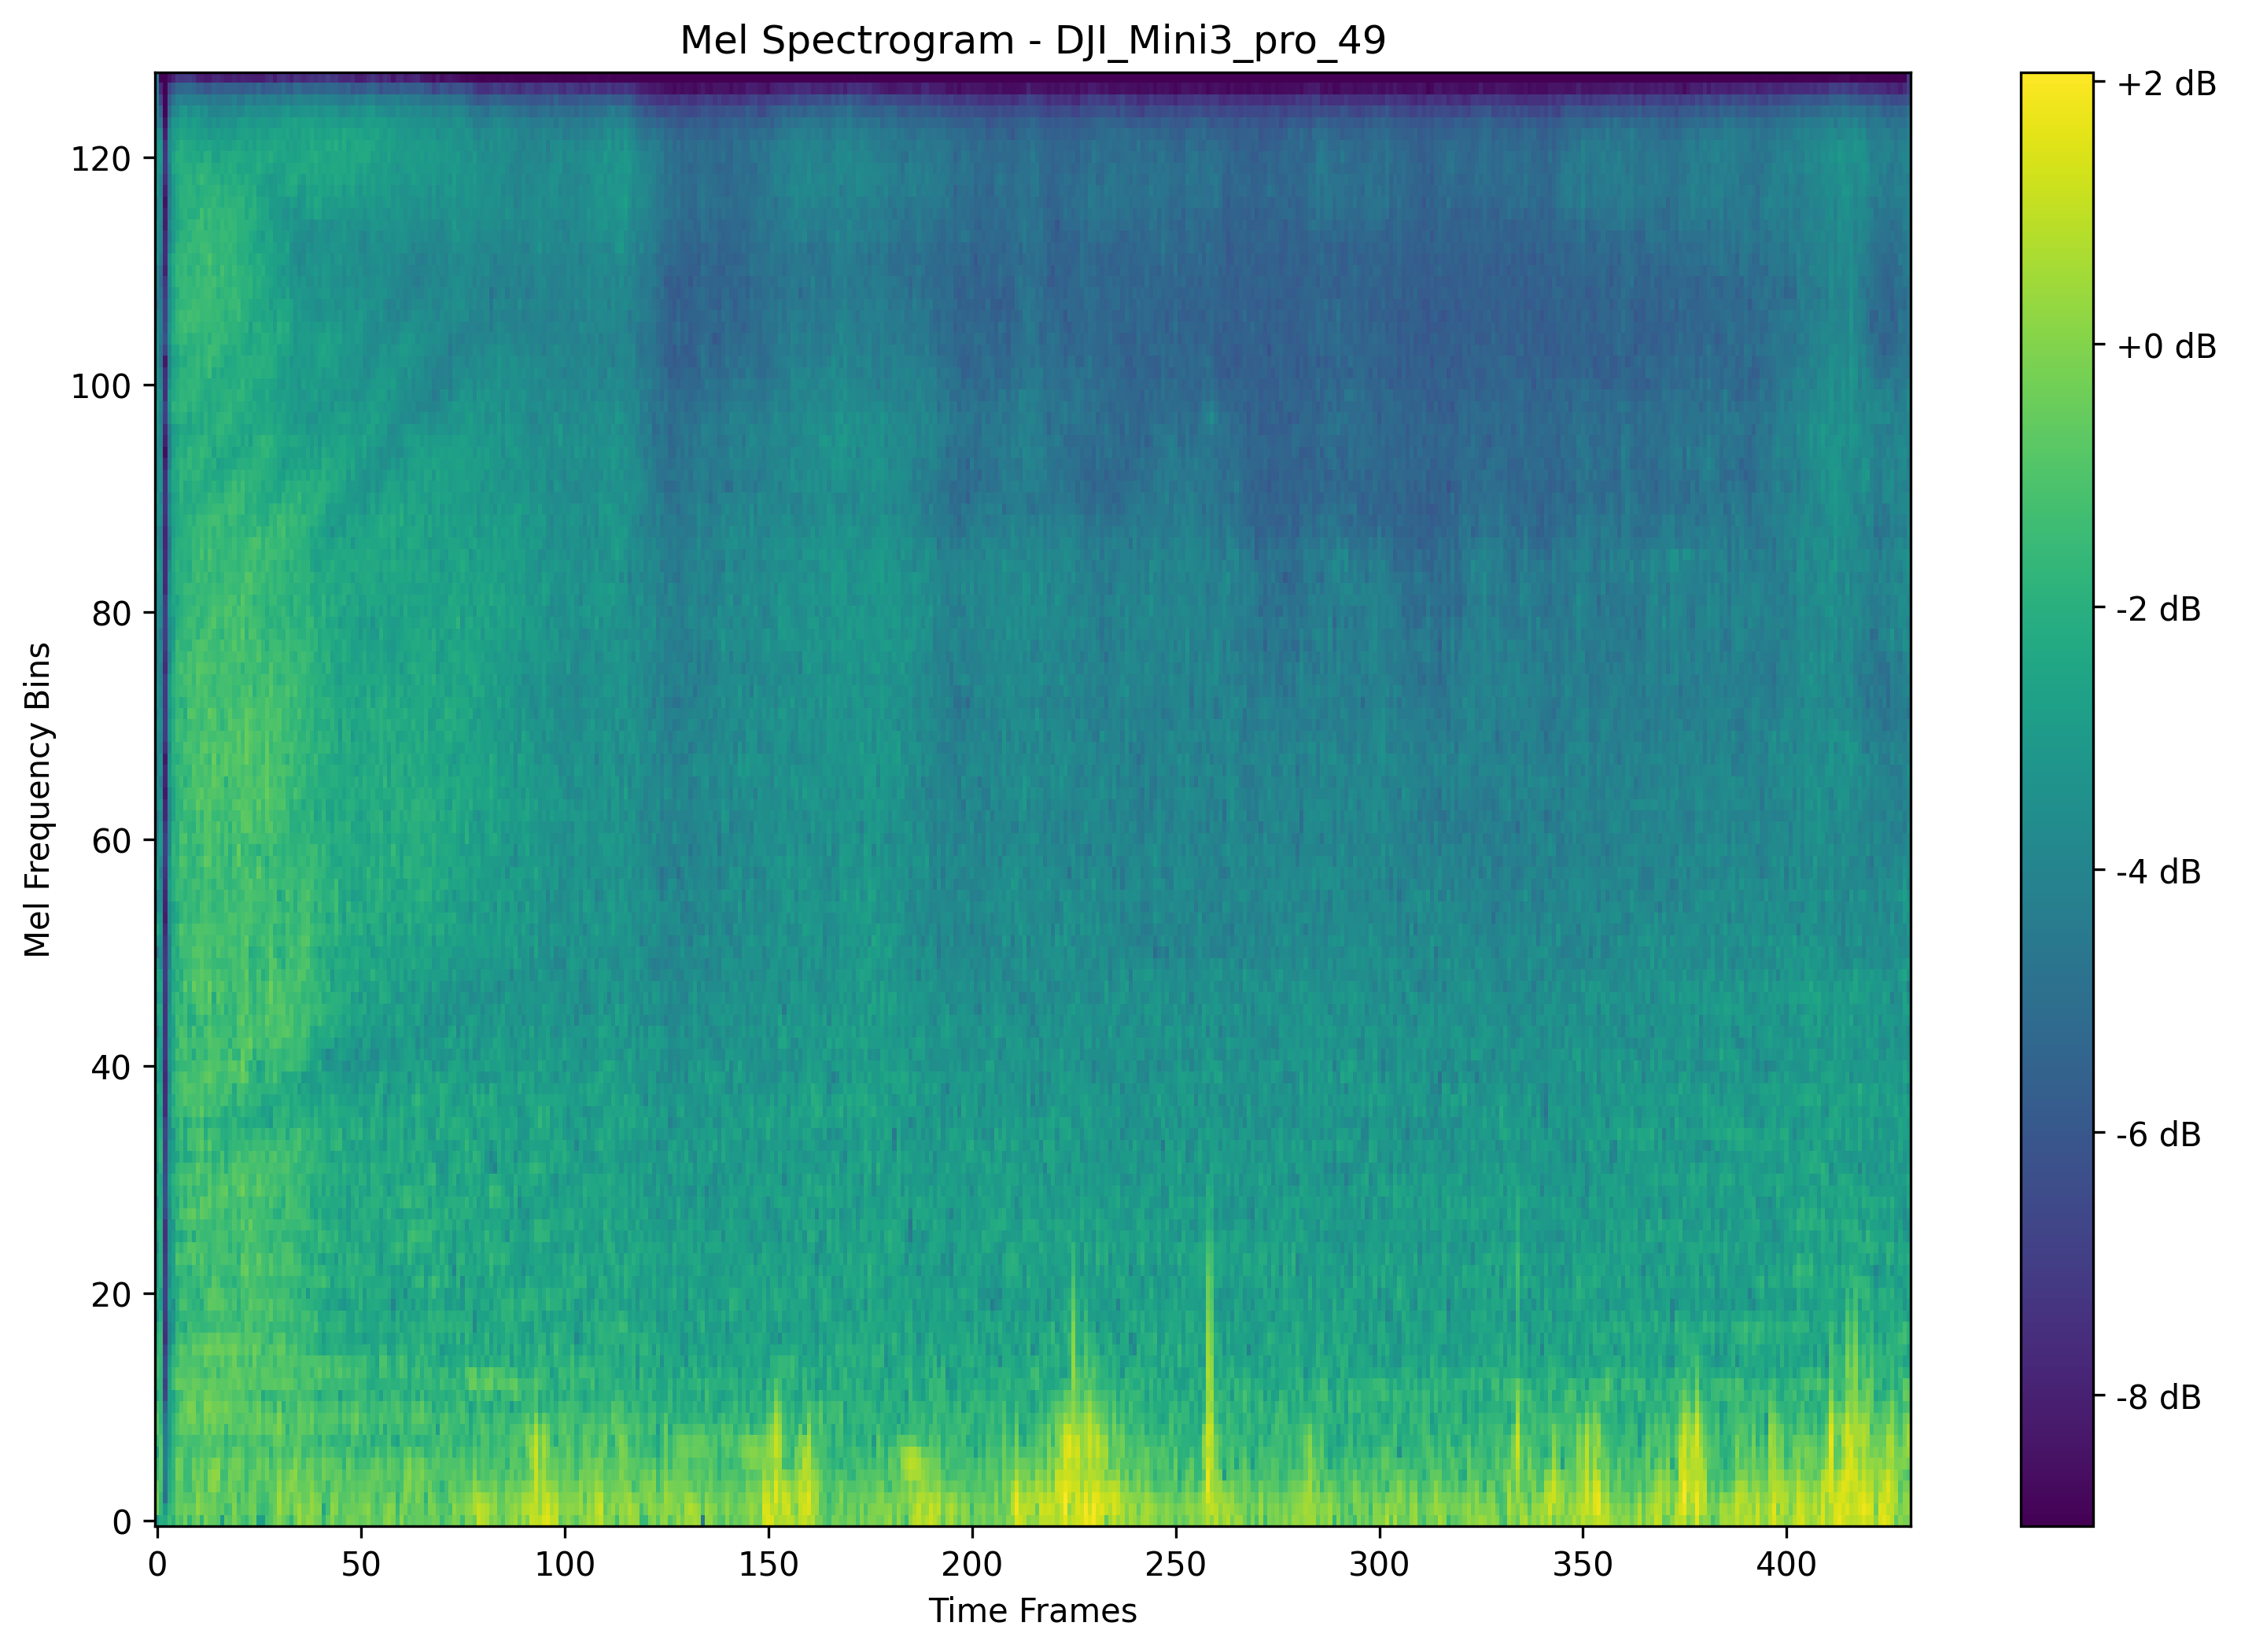 Mel Spectrogram - DJI_Mini3_pro_49
Mel Frequency Bins
120
100
80
60
40
20
0
0 50 100 150 200 250 300 350 400
Time Frames
+2 dB
+0 dB
-2 dB
-4 dB
-6 dB
-8 dB